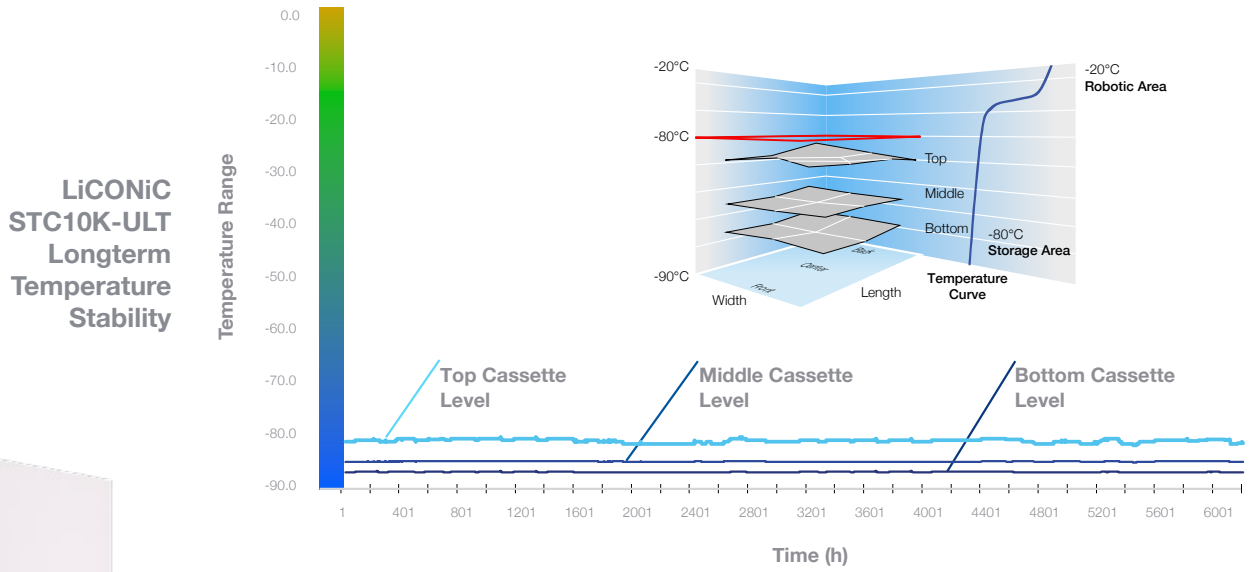 LiCONiC
STC10K-ULT
Longterm
Temperature
Stability
Temperature Range
0.0
-10.0
-20.0
-30.0
-40.0
-50.0
-60.0
-70.0
-80.0
-90.0
-20°C
-80°C
-90°C
Top
Middle
Bottom
Back
Center
Front
Width
Length
Temperature
Curve
-20°C
Robotic Area
-80°C
Storage Area
Top Cassette
Level
Middle Cassette
Level
Bottom Cassette
Level
1 401 801 1201 1601 2001 2401 2801 3201 3601 4001 4401 4801 5201 5601 6001
Time (h)